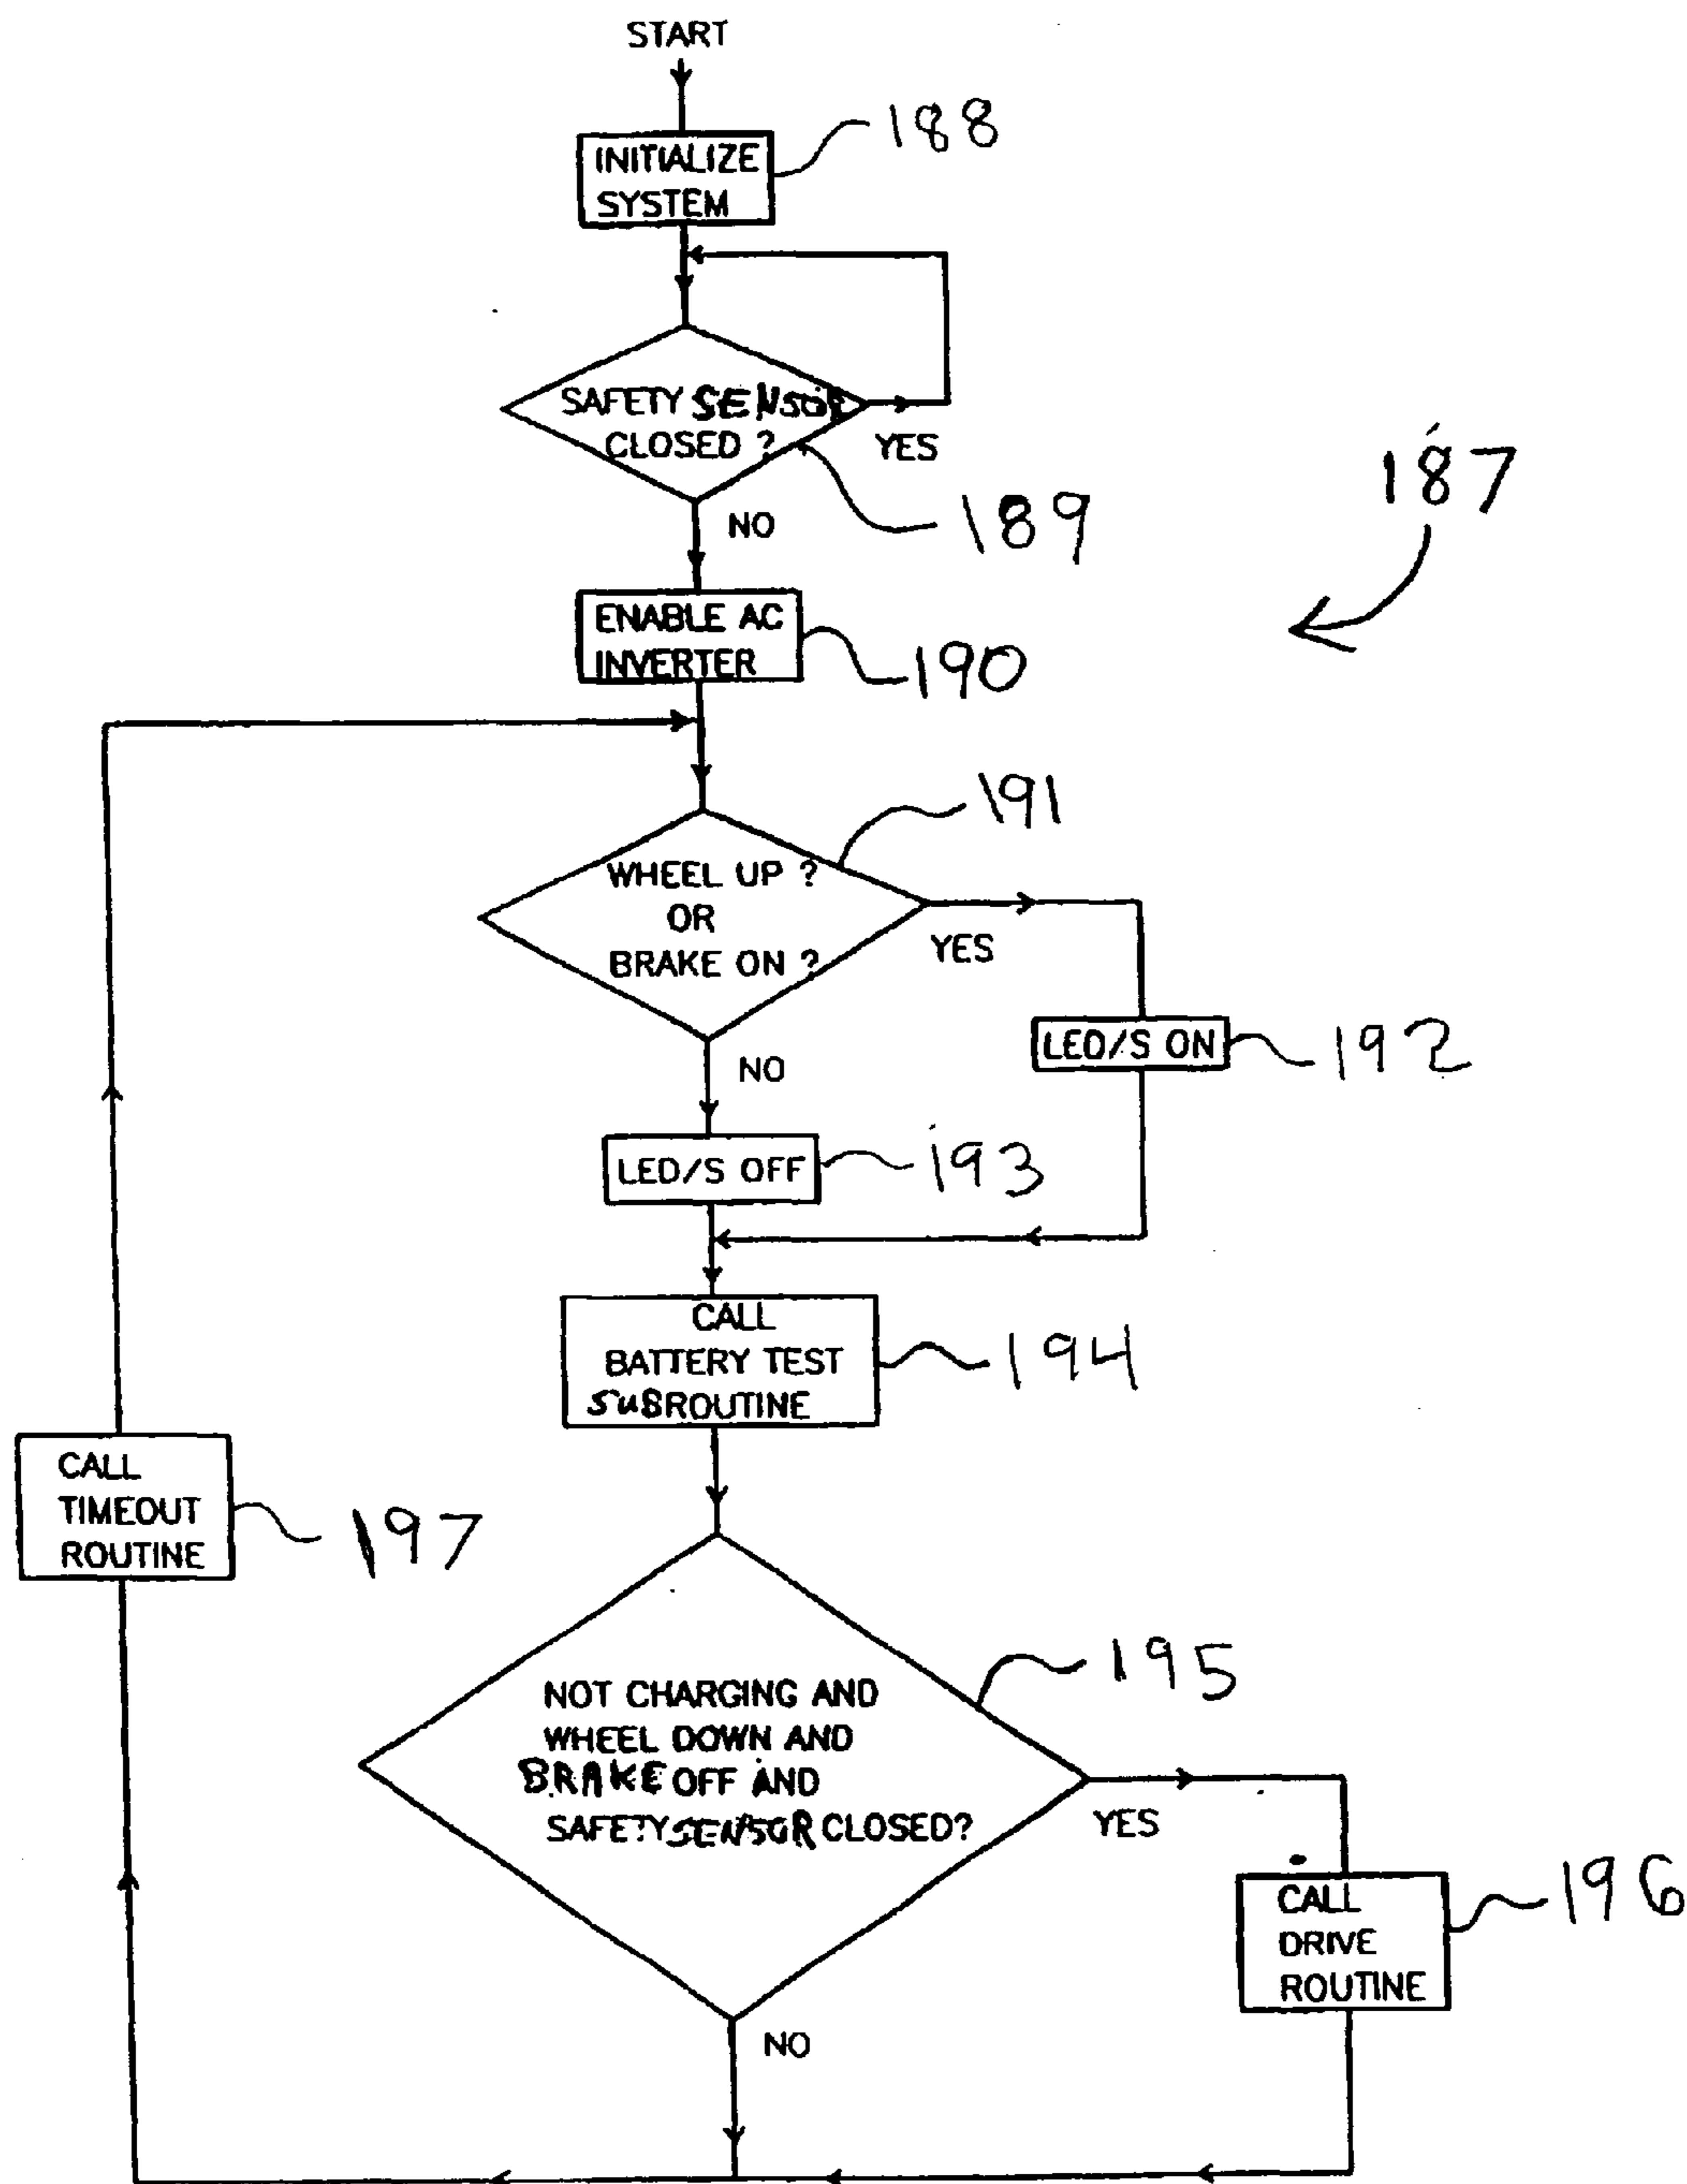 START
INITIALIZE
SYSTEM
188
SAFETY SENSOR
CLOSED ?
YES
189
NO
187
ENABLE AC
INVERTER
190
191
WHEEL UP ?
OR
BRAKE ON ?
YES
LED/S ON
192
NO
LED/S OFF
193
CALL
BATTERY TEST
SUBROUTINE
194
CALL
TIMEOUT
ROUTINE
197
195
NOT CHARGING AND
WHEEL DOWN AND
BRAKE OFF AND
SAFETY SENSOR CLOSED?
YES
CALL
DRIVE
ROUTINE
196
NO